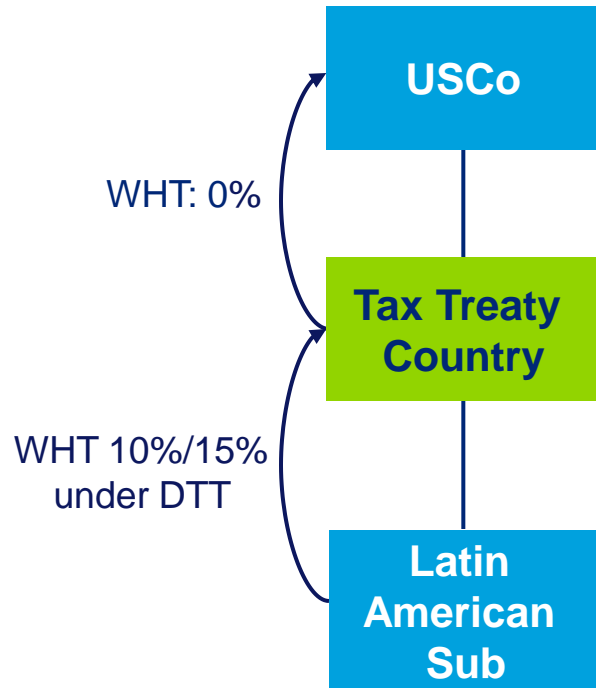 USCo
WHT: 0%
Tax Treaty
Country
WHT 10%/15%
under DTT
Latin
American
Sub